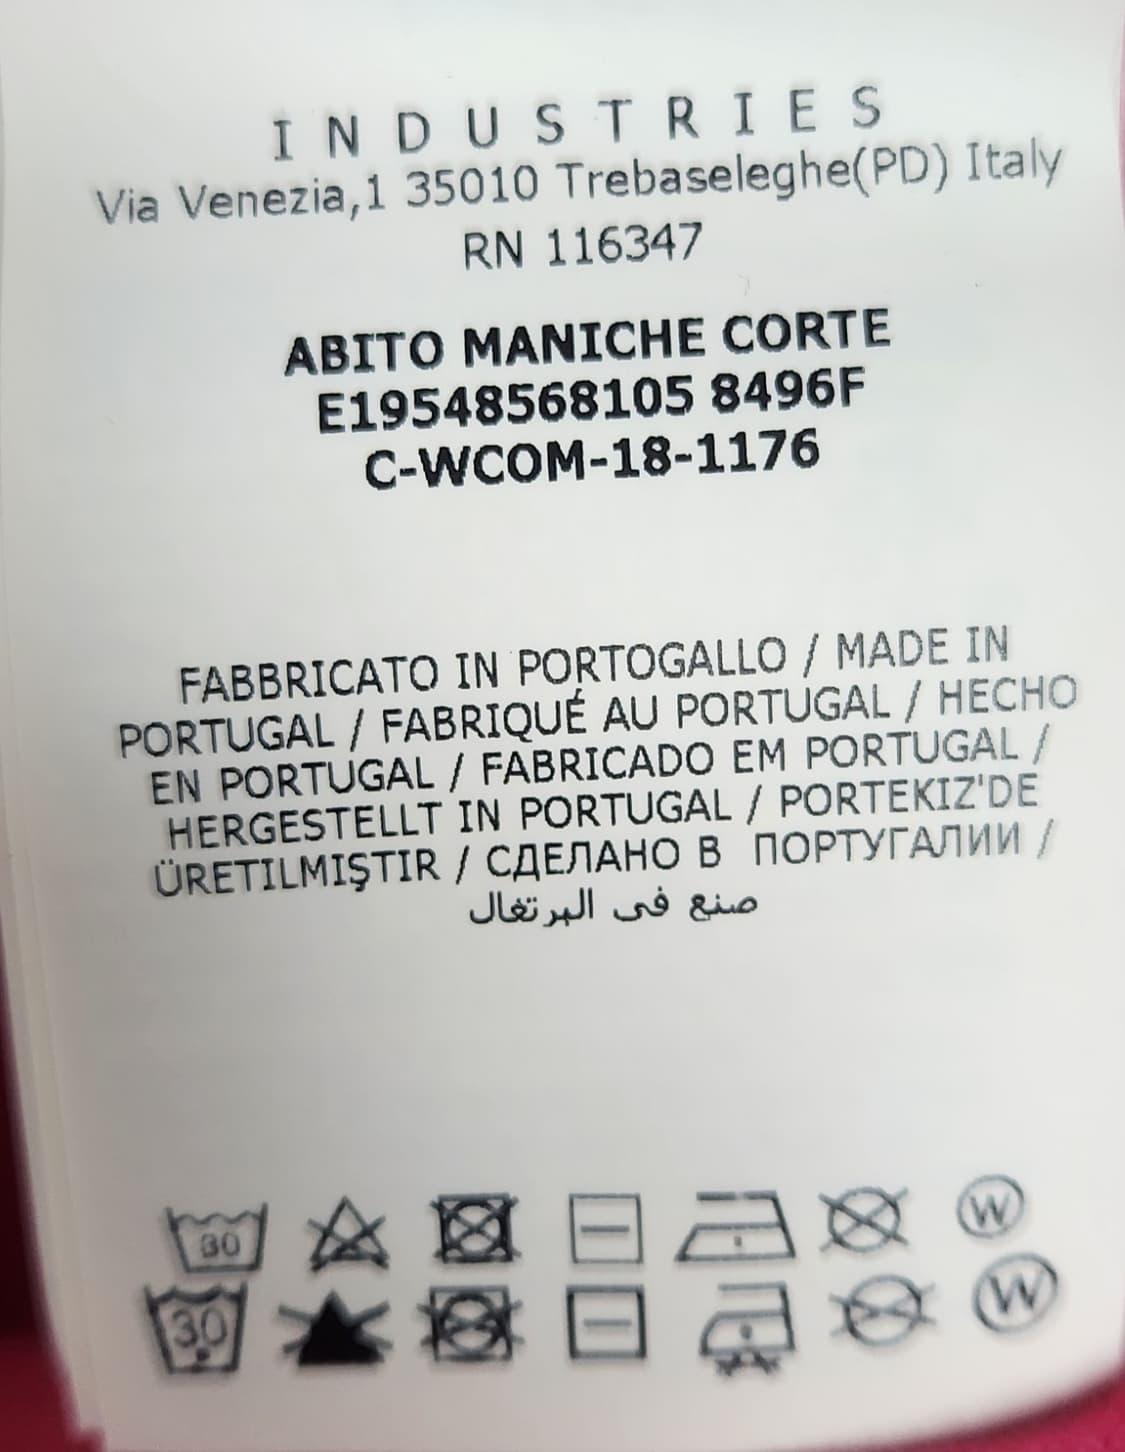 INDUSTRIES
Via Venezia,1 35010 Trebaseleghe(PD) Italy
RN 116347
ABITO MANICHE CORTE
E19548568105 8496F
C-WCOM-18-1176
FABBRICATO IN PORTOGALLO / MADE IN
PORTUGAL / FABRIQUÉ AU PORTUGAL / HECHO
EN PORTUGAL / FABRICADO EM PORTUGAL /
HERGESTELLT IN PORTUGAL / PORTEKIZ'DE
ÜRETILMIŞTIR / СДЕЛАНО В ПОРТУГАЛИИ /
صنع فى البرتغال
30 W
30 W